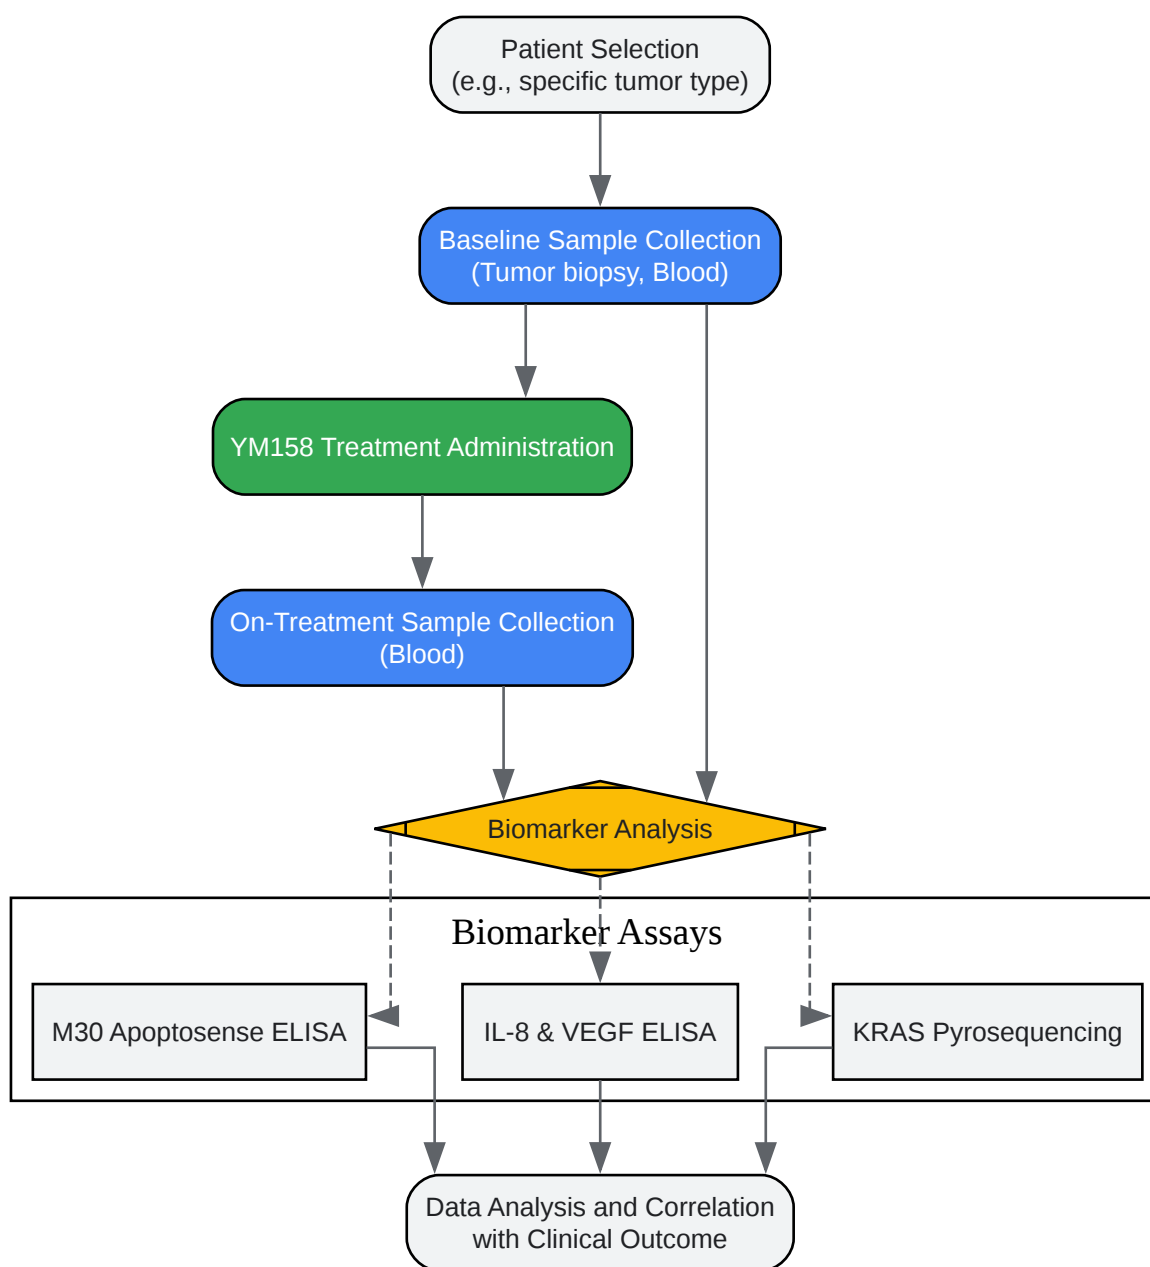 Patient Selection
(e.g., specific tumor type)
Baseline Sample Collection
(Tumor biopsy, Blood)
YM158 Treatment Administration
On-Treatment Sample Collection
(Blood)
Biomarker Analysis
Biomarker Assays
M30 Apoptosense ELISA
IL-8 & VEGF ELISA
KRAS Pyrosequencing
Data Analysis and Correlation
with Clinical Outcome